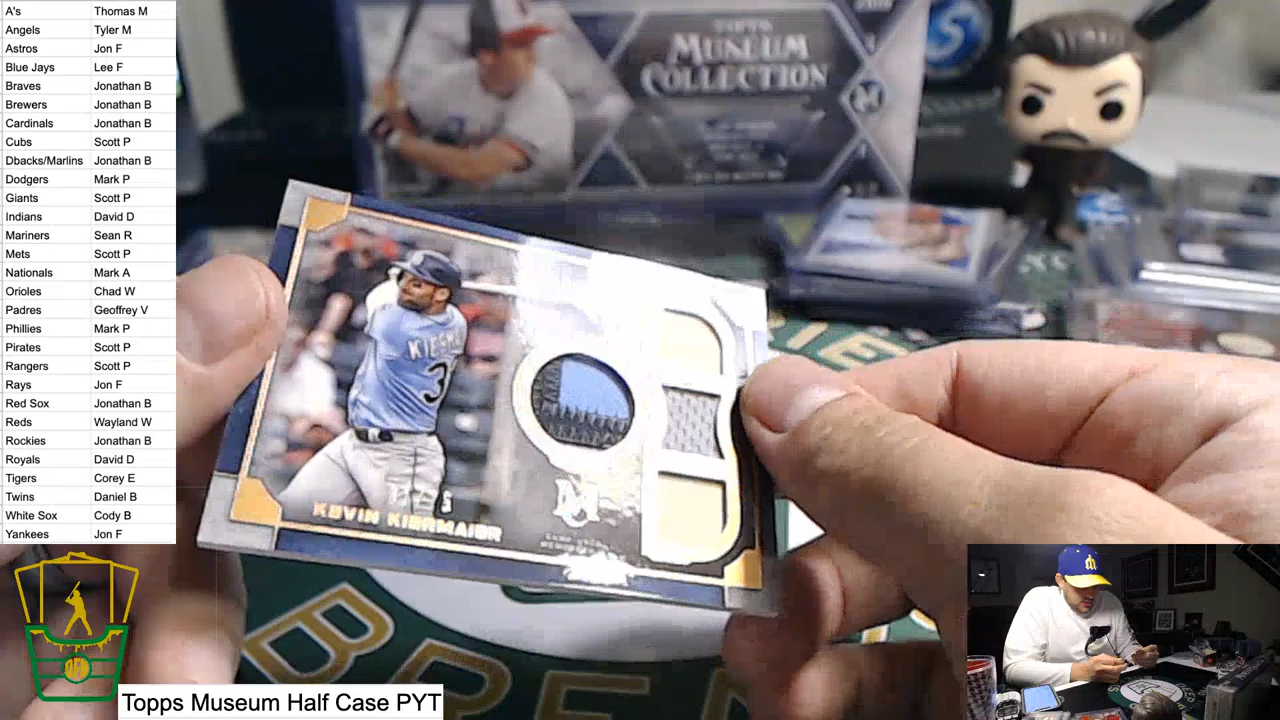 A's Thomas M
Angels Tyler M
Astros Jon F
Blue Jays Lee F
Braves Jonathan B
Brewers Jonathan B
Cardinals Jonathan B
Cubs Scott P
Dbacks/Marlins Jonathan B
Dodgers Mark P
Giants Scott P
Indians David D
Mariners Sean R
Mets Scott P
Nationals Mark A
Orioles Chad W
Padres Geoffrey V
Phillies Mark P
Pirates Scott P
Rangers Scott P
Rays Jon F
Red Sox Jonathan B
Reds Wayland W
Rockies Jonathan B
Royals David D
Tigers Corey E
Twins Daniel B
White Sox Cody B
Yankees Jon F
TOPPS
MUSEUM
COLLECTION
KEVIN KIERMAIER
Topps Museum Half Case PYT